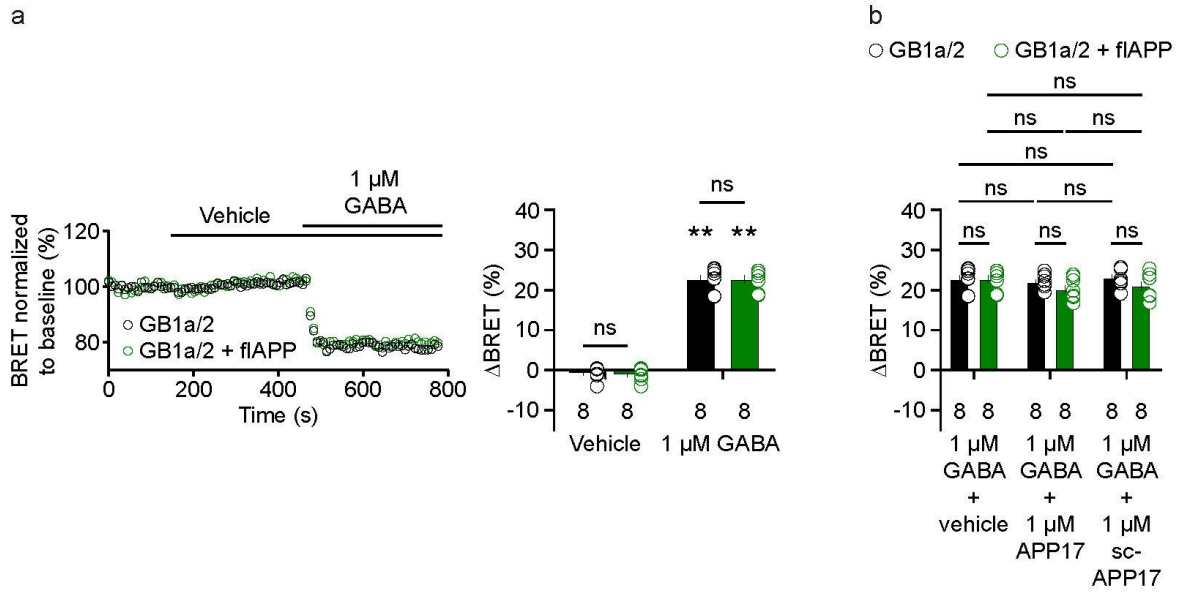 a
Vehicle
1 µM
GABA
BRET normalized
to baseline (%)
120
100
80
GB1a/2
GB1a/2 + flAPP
0
200
400
600
800
Time (s)
ns
** **
ns
ΔBRET (%)
40
30
20
10
0
-10
8 8 8 8
Vehicle 1 µM GABA
b
GB1a/2 GB1a/2 + flAPP
ns
ns ns
ns
ns ns
ns ns ns
ΔBRET (%)
40
30
20
10
0
-10
8 8 8 8 8 8
1 µM 1 µM 1 µM
GABA GABA GABA
+ + +
vehicle 1 µM 1 µM
APP17 sc-
APP17